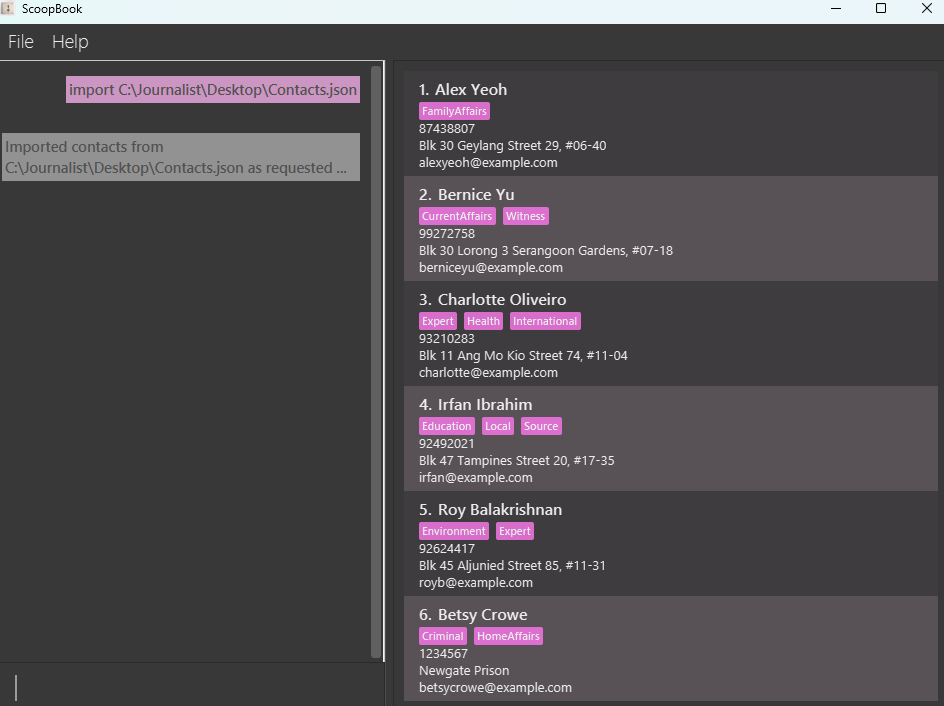 ScoopBook
File Help
import C:\Journalist\Desktop\Contacts.json
Imported contacts from
C:\Journalist\Desktop\Contacts.json as requested ...
1. Alex Yeoh
FamilyAffairs
87438807
Blk 30 Geylang Street 29, #06-40
alexyeoh@example.com
2. Bernice Yu
CurrentAffairs Witness
99272758
Blk 30 Lorong 3 Serangoon Gardens, #07-18
berniceyu@example.com
3. Charlotte Oliveiro
Expert Health International
93210283
Blk 11 Ang Mo Kio Street 74, #11-04
charlotte@example.com
4. Irfan Ibrahim
Education Local Source
92492021
Blk 47 Tampines Street 20, #17-35
irfan@example.com
5. Roy Balakrishnan
Environment Expert
92624417
Blk 45 Aljunied Street 85, #11-31
royb@example.com
6. Betsy Crowe
Criminal HomeAffairs
1234567
Newgate Prison
betsycrowe@example.com